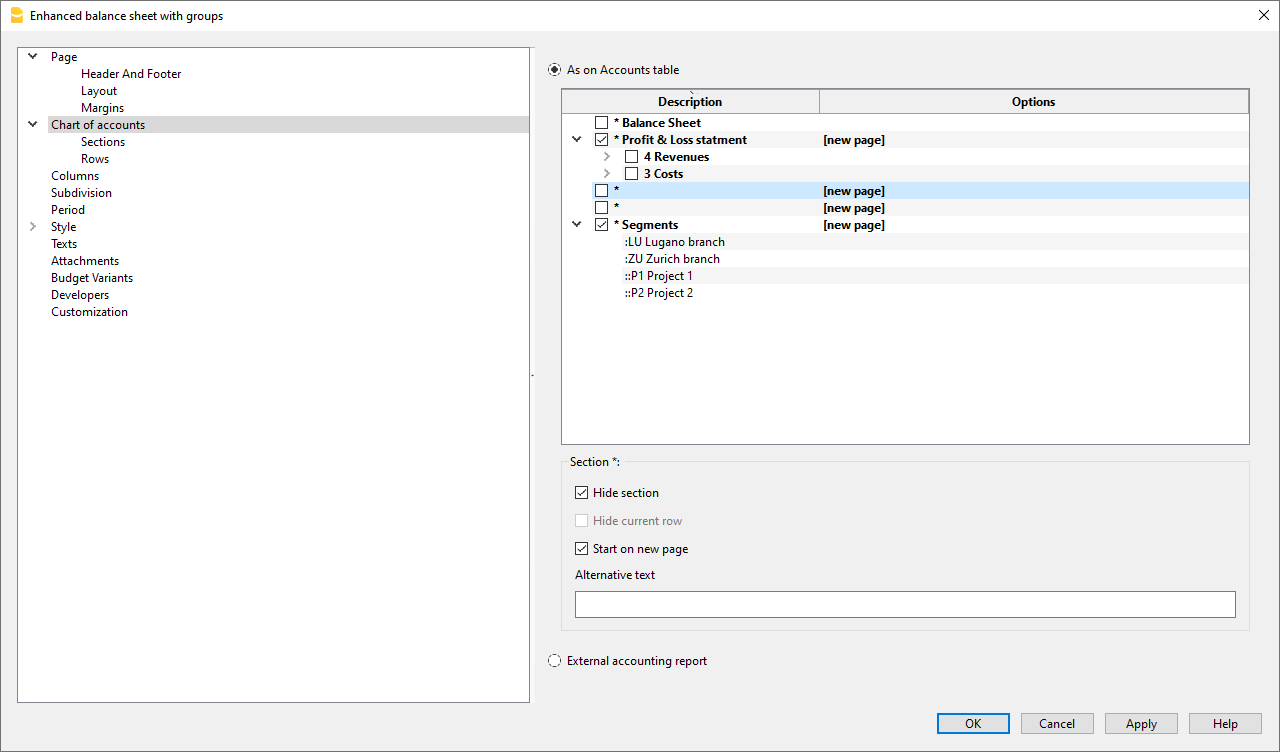 Enhanced balance sheet with groups
Page
Header And Footer
Layout
Margins
Chart of accounts
Sections
Rows
Columns
Subdivision
Period
Style
Texts
Attachments
Budget Variants
Developers
Customization
As on Accounts table
Description Options
* Balance Sheet
* Profit & Loss statment [new page]
4 Revenues
3 Costs
* [new page]
* [new page]
* Segments [new page]
:LU Lugano branch
:ZU Zurich branch
::P1 Project 1
::P2 Project 2
Section *:
Hide section
Hide current row
Start on new page
Alternative text
External accounting report
OK Cancel Apply Help